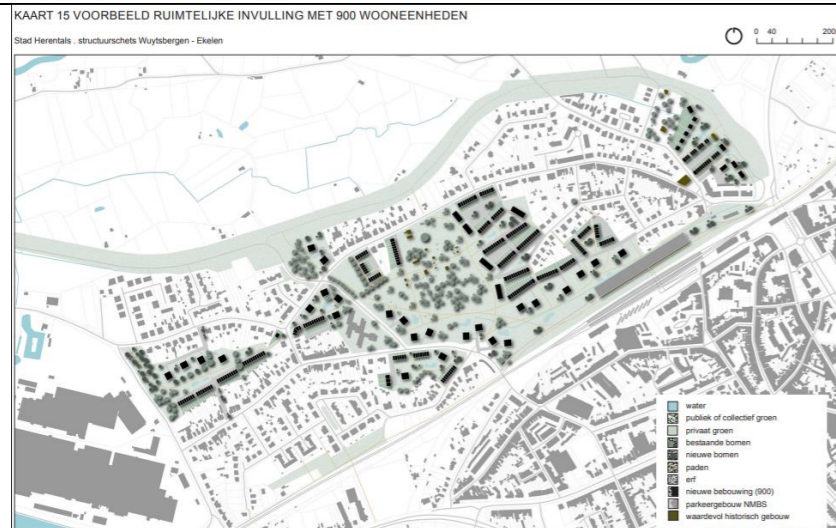 KAART 15 VOORBEELD RUIMTELIJKE INVULLING MET 900 WOONEENHEDEN
Stad Herentals . structuurschets Wuytsbergen - Ekelen
0 40 200
water
publiek of collectief groen
privaat groen
bestaande bomen
nieuwe bomen
paden
erf
nieuwe bebouwing (900)
parkeergebouw NMBS
waardevol historisch gebouw